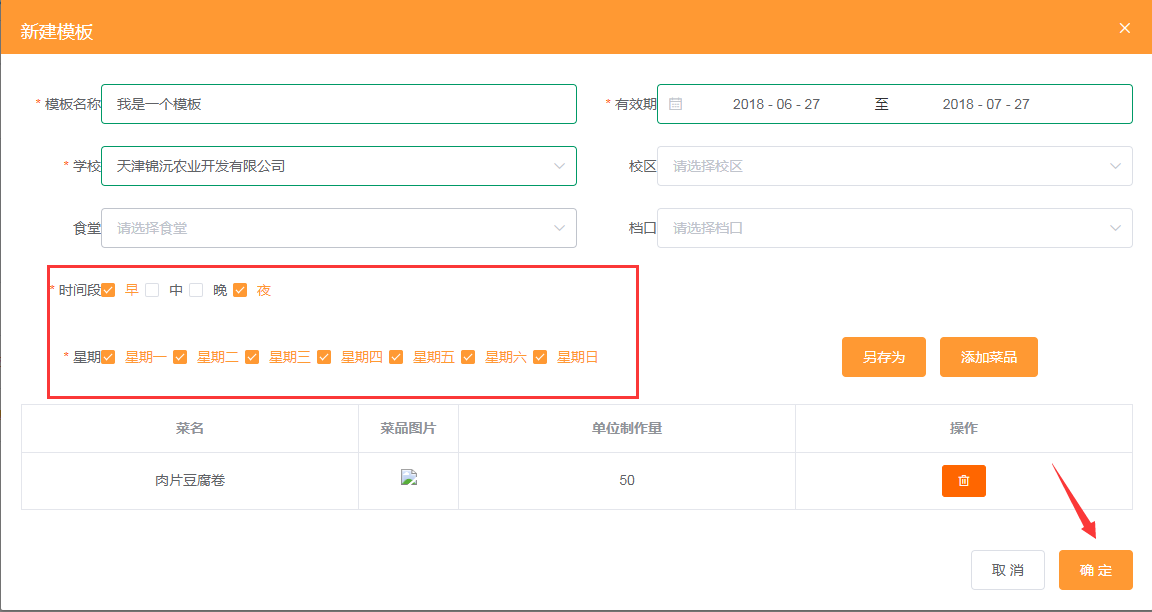 新建模板
* 模板名称 我是一个模板 * 有效期 2018 - 06 - 27 至 2018 - 07 - 27
* 学校 天津锦沅农业开发有限公司 校区 请选择校区
食堂 请选择食堂 档口 请选择档口
* 时间段 早 中 晚 夜
* 星期 星期一 星期二 星期三 星期四 星期五 星期六 星期日 另存为 添加菜品
菜名 菜品图片 单位制作量 操作
肉片豆腐卷 50
取 消 确 定